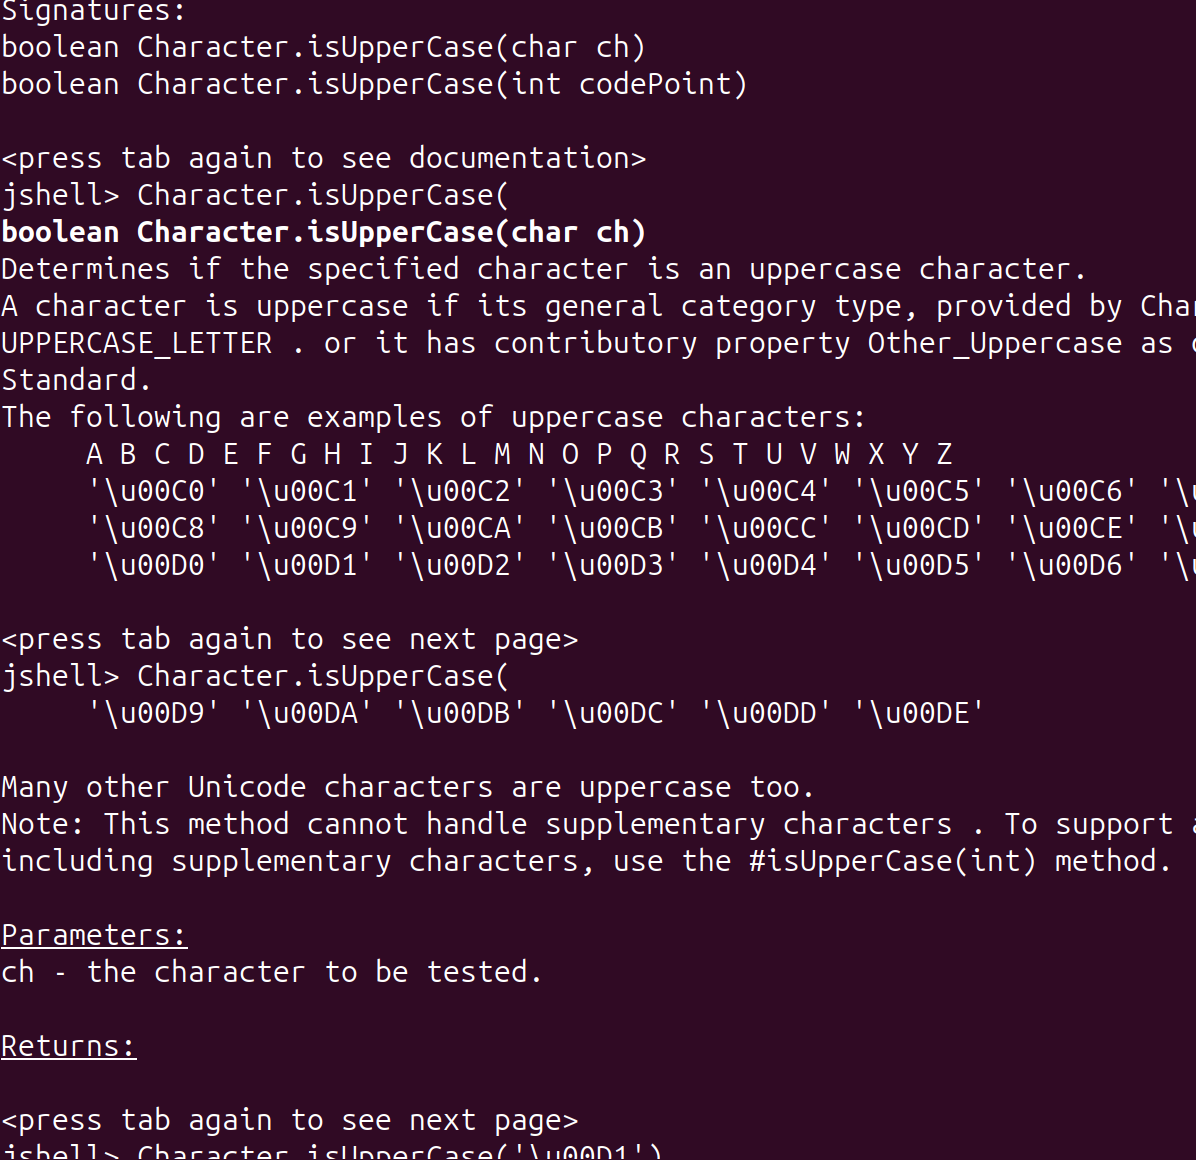 Signatures:
boolean Character.isUpperCase(char ch)
boolean Character.isUpperCase(int codePoint)
<press tab again to see documentation>
jshell> Character.isUpperCase(
boolean Character.isUpperCase(char ch)
Determines if the specified character is an uppercase character.
A character is uppercase if its general category type, provided by
UPPERCASE_LETTER . or it has contributory property Other_Uppercase as
Standard.
The following are examples of uppercase characters:
A B C D E F G H I J K L M N O P Q R S T U V W X Y Z
'\u00C0' '\u00C1' '\u00C2' '\u00C3' '\u00C4' '\u00C5' '\u00C6'
'\u00C8' '\u00C9' '\u00CA' '\u00CB' '\u00CC' '\u00CD' '\u00CE'
'\u00D0' '\u00D1' '\u00D2' '\u00D3' '\u00D4' '\u00D5' '\u00D6'
<press tab again to see next page>
jshell> Character.isUpperCase(
'\u00D9' '\u00DA' '\u00DB' '\u00DC' '\u00DD' '\u00DE'
Many other Unicode characters are uppercase too.
Note: This method cannot handle supplementary characters . To support
including supplementary characters, use the #isUpperCase(int) method.
Parameters:
ch - the character to be tested.
Returns:
<press tab again to see next page>
jshell> Character.isUpperCase('\u00D1')